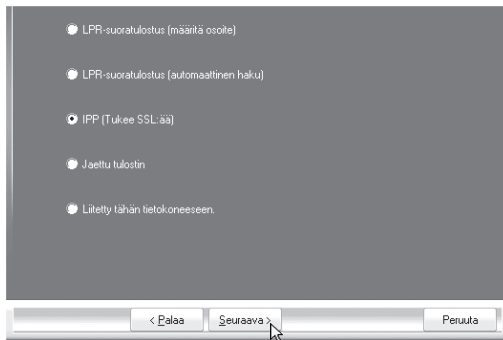 LPR-suoratulostus (määritä osoite)
LPR-suoratulostus (automaattinen haku)
IPP (Tukee SSL:ää)
Jaettu tulostin
Liitetty tähän tietokoneeseen.
< Palaa Seuraava > Peruuta